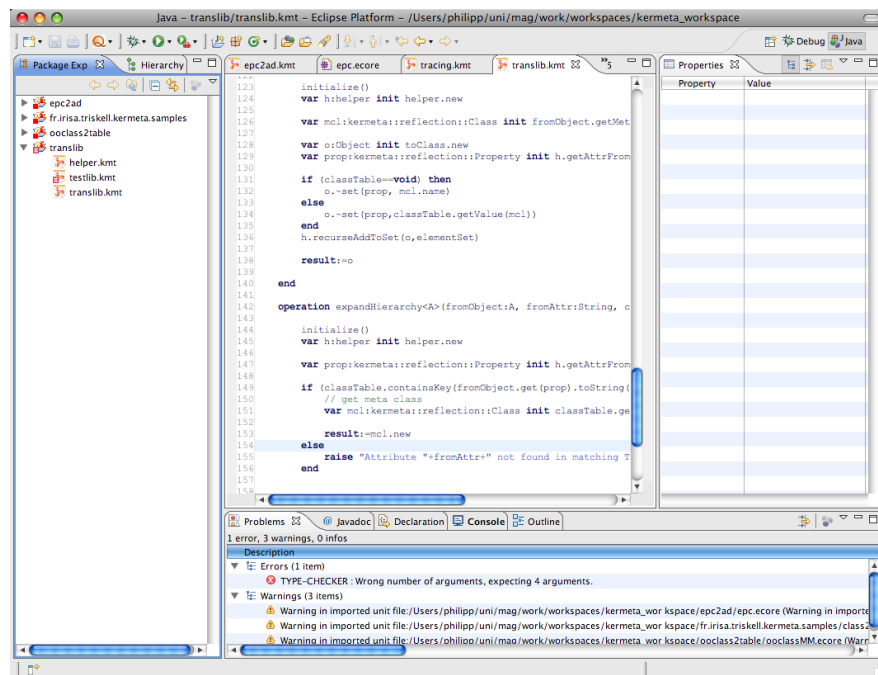 Java – translib/translib.kmt – Eclipse Platform – /Users/philipp/uni/mag/work/workspaces/kermeta_workspace
Debug Java
Package Exp Hierarchy
epc2ad
fr.irisa.triskell.kermeta.samples
ooclass2table
translib
helper.kmt
testlib.kmt
translib.kmt
epc2ad.kmt epc.ecore tracing.kmt translib.kmt "5
123 initialize()
124 var h:helper init helper.new
125
126 var mcl:kermeta::reflection::Class init fromObject.getMet
127
128 var o:Object init toClass.new
129 var prop:kermeta::reflection::Property init h.getAttrFrom
130
131 if (classTable==void) then
132 o.~set(prop, mcl.name)
133 else
134 o.~set(prop,classTable.getValue(mcl))
135 end
136 h.recurseAddToSet(o,elementSet)
137
138 result:=o
139
140 end
141
142 operation expandHierarchy<A>(fromObject:A, fromAttr:String, c
143
144 initialize()
145 var h:helper init helper.new
146
147 var prop:kermeta::reflection::Property init h.getAttrFrom
148
149 if (classTable.containsKey(fromObject.get(prop).toString(
150 // get meta class
151 var mcl:kermeta::reflection::Class init classTable.ge
152
153 result:=mcl.new
154 else
155 raise "Attribute "+fromAttr+" not found in matching T
156 end
157
158
Properties
Property Value
Problems @ Javadoc Declaration Console Outline
1 error, 3 warnings, 0 infos
Description
Errors (1 item)
TYPE-CHECKER : Wrong number of arguments, expecting 4 arguments.
Warnings (3 items)
Warning in imported unit file:/Users/philipp/uni/mag/work/workspaces/kermeta_wor kspace/epc2ad/epc.ecore (Warning in importe
Warning in imported unit file:/Users/philipp/uni/mag/work/workspaces/kermeta_wor kspace/fr.irisa.triskell.kermeta.samples/class2
Warning in imported unit file:/Users/philipp/uni/mag/work/workspaces/kermeta_wor kspace/ooclass2table/ooclassMM.ecore (Warr